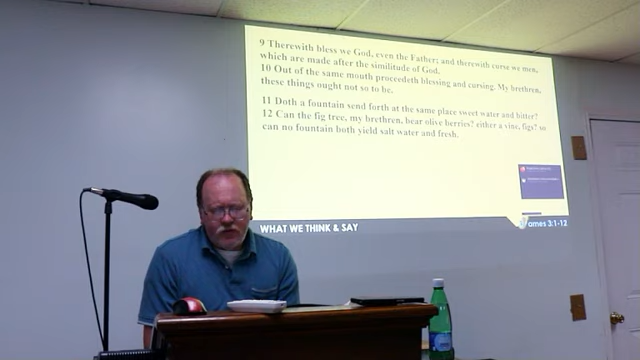 9 Therewith bless we God, even the Father; and therewith curse we men,
which are made after the similitude of God.
10 Out of the same mouth proceedeth blessing and cursing. My brethren,
these things ought not so to be.
11 Doth a fountain send forth at the same place sweet water and bitter?
12 Can the fig tree, my brethren, bear olive berries? either a vine, figs? so
can no fountain both yield salt water and fresh.
WHAT WE THINK & SAY
ames 3:1-12